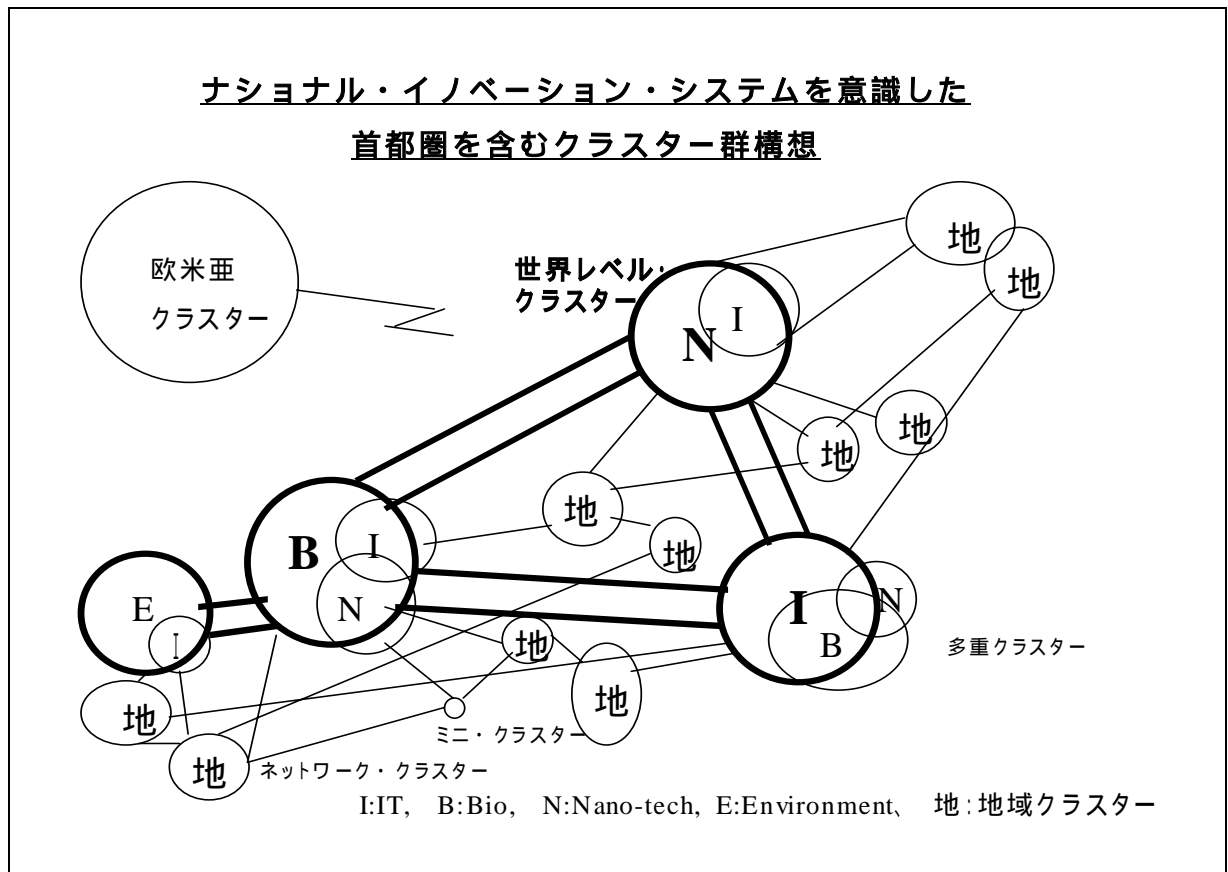 ナショナル・イノベーション・システムを意識した
首都圏を含むクラスター群構想
欧米亜
クラスター
世界レベル・
クラスター
N
I
地
地
地
地
地
地
B
I
N
E
I
I
N
B
多重クラスター
地
地
地
地
ミニ・クラスター
ネットワーク・クラスター
I:IT, B:Bio, N:Nano-tech, E:Environment、 地:地域クラスター